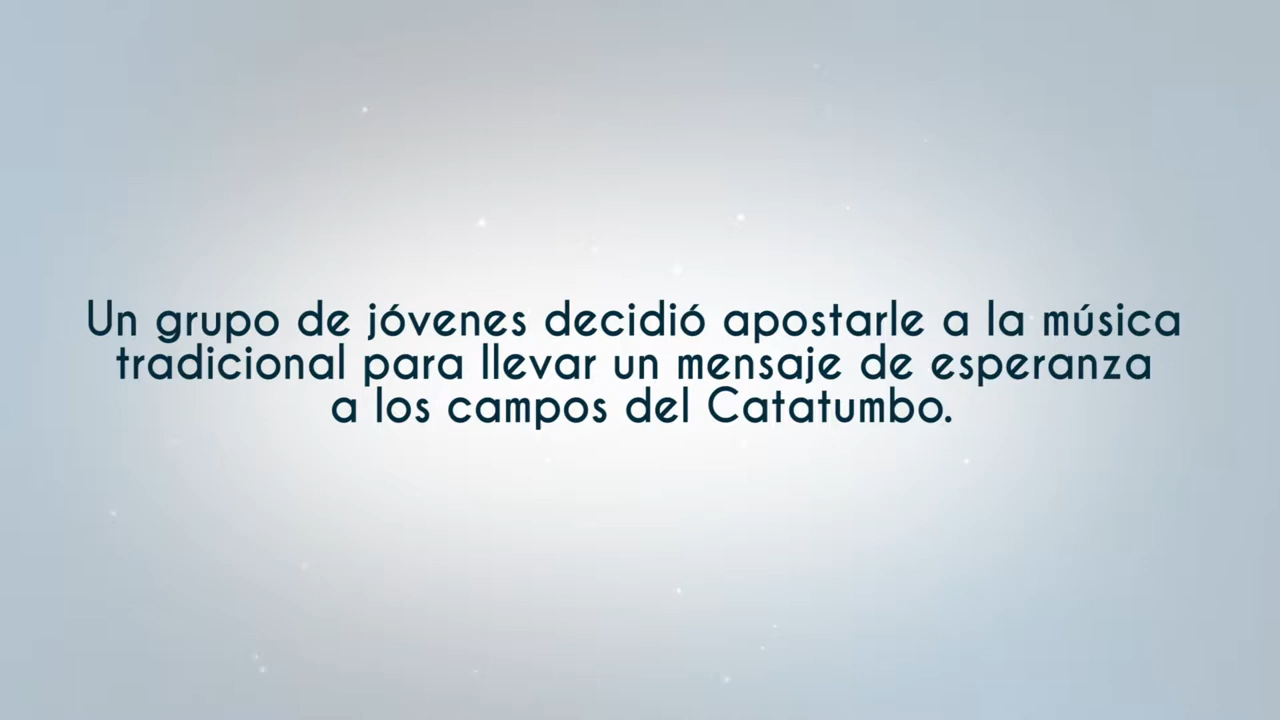 Un grupo de jóvenes decidió apostarle a la música
tradicional para llevar un mensaje de esperanza
a los campos del Catatumbo.